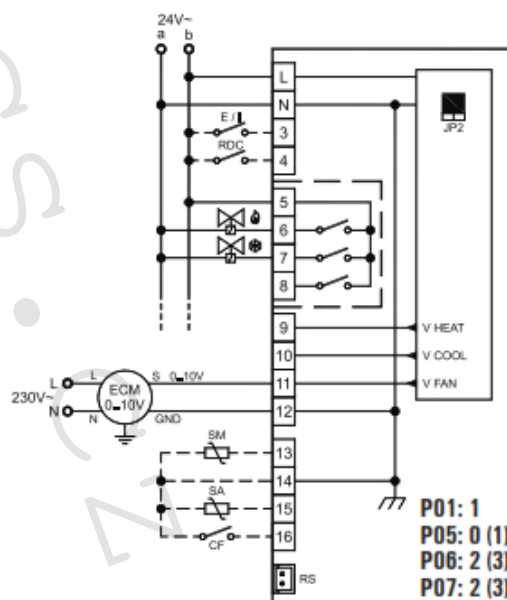 24V~
a b
L
N
JP2
E / I
3
RDC
4
5
6
7
8
9 V HEAT
10 V COOL
L L S 0_10V 11 V FAN
230V~ ECM
0_10V
N N GND 12
SM 13
14
SA 15
CF 16
RS
P01: 1
P05: 0 (1)
P06: 2 (3)
P07: 2 (3)